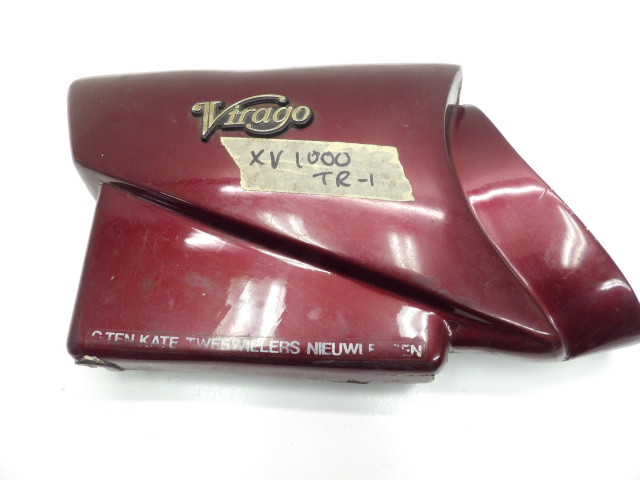 Virago
XV 1000
TR-1
G TEN KATE TWEEWIELERS